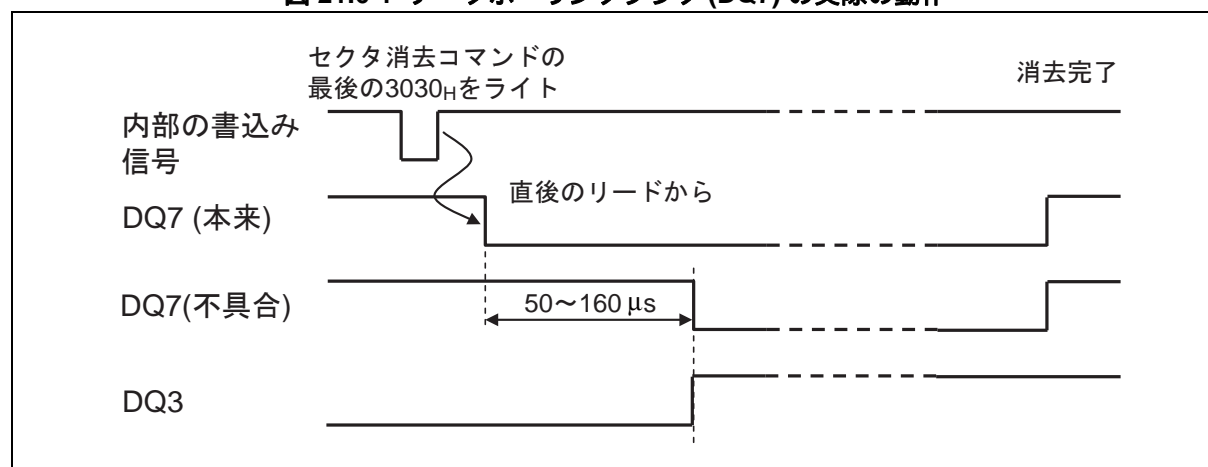 セクタ消去コマンドの
最後の3030Hをライト
消去完了
内部の書込み
信号
直後のリードから
DQ7 (本来)
DQ7(不具合)
50～160 μs
DQ3